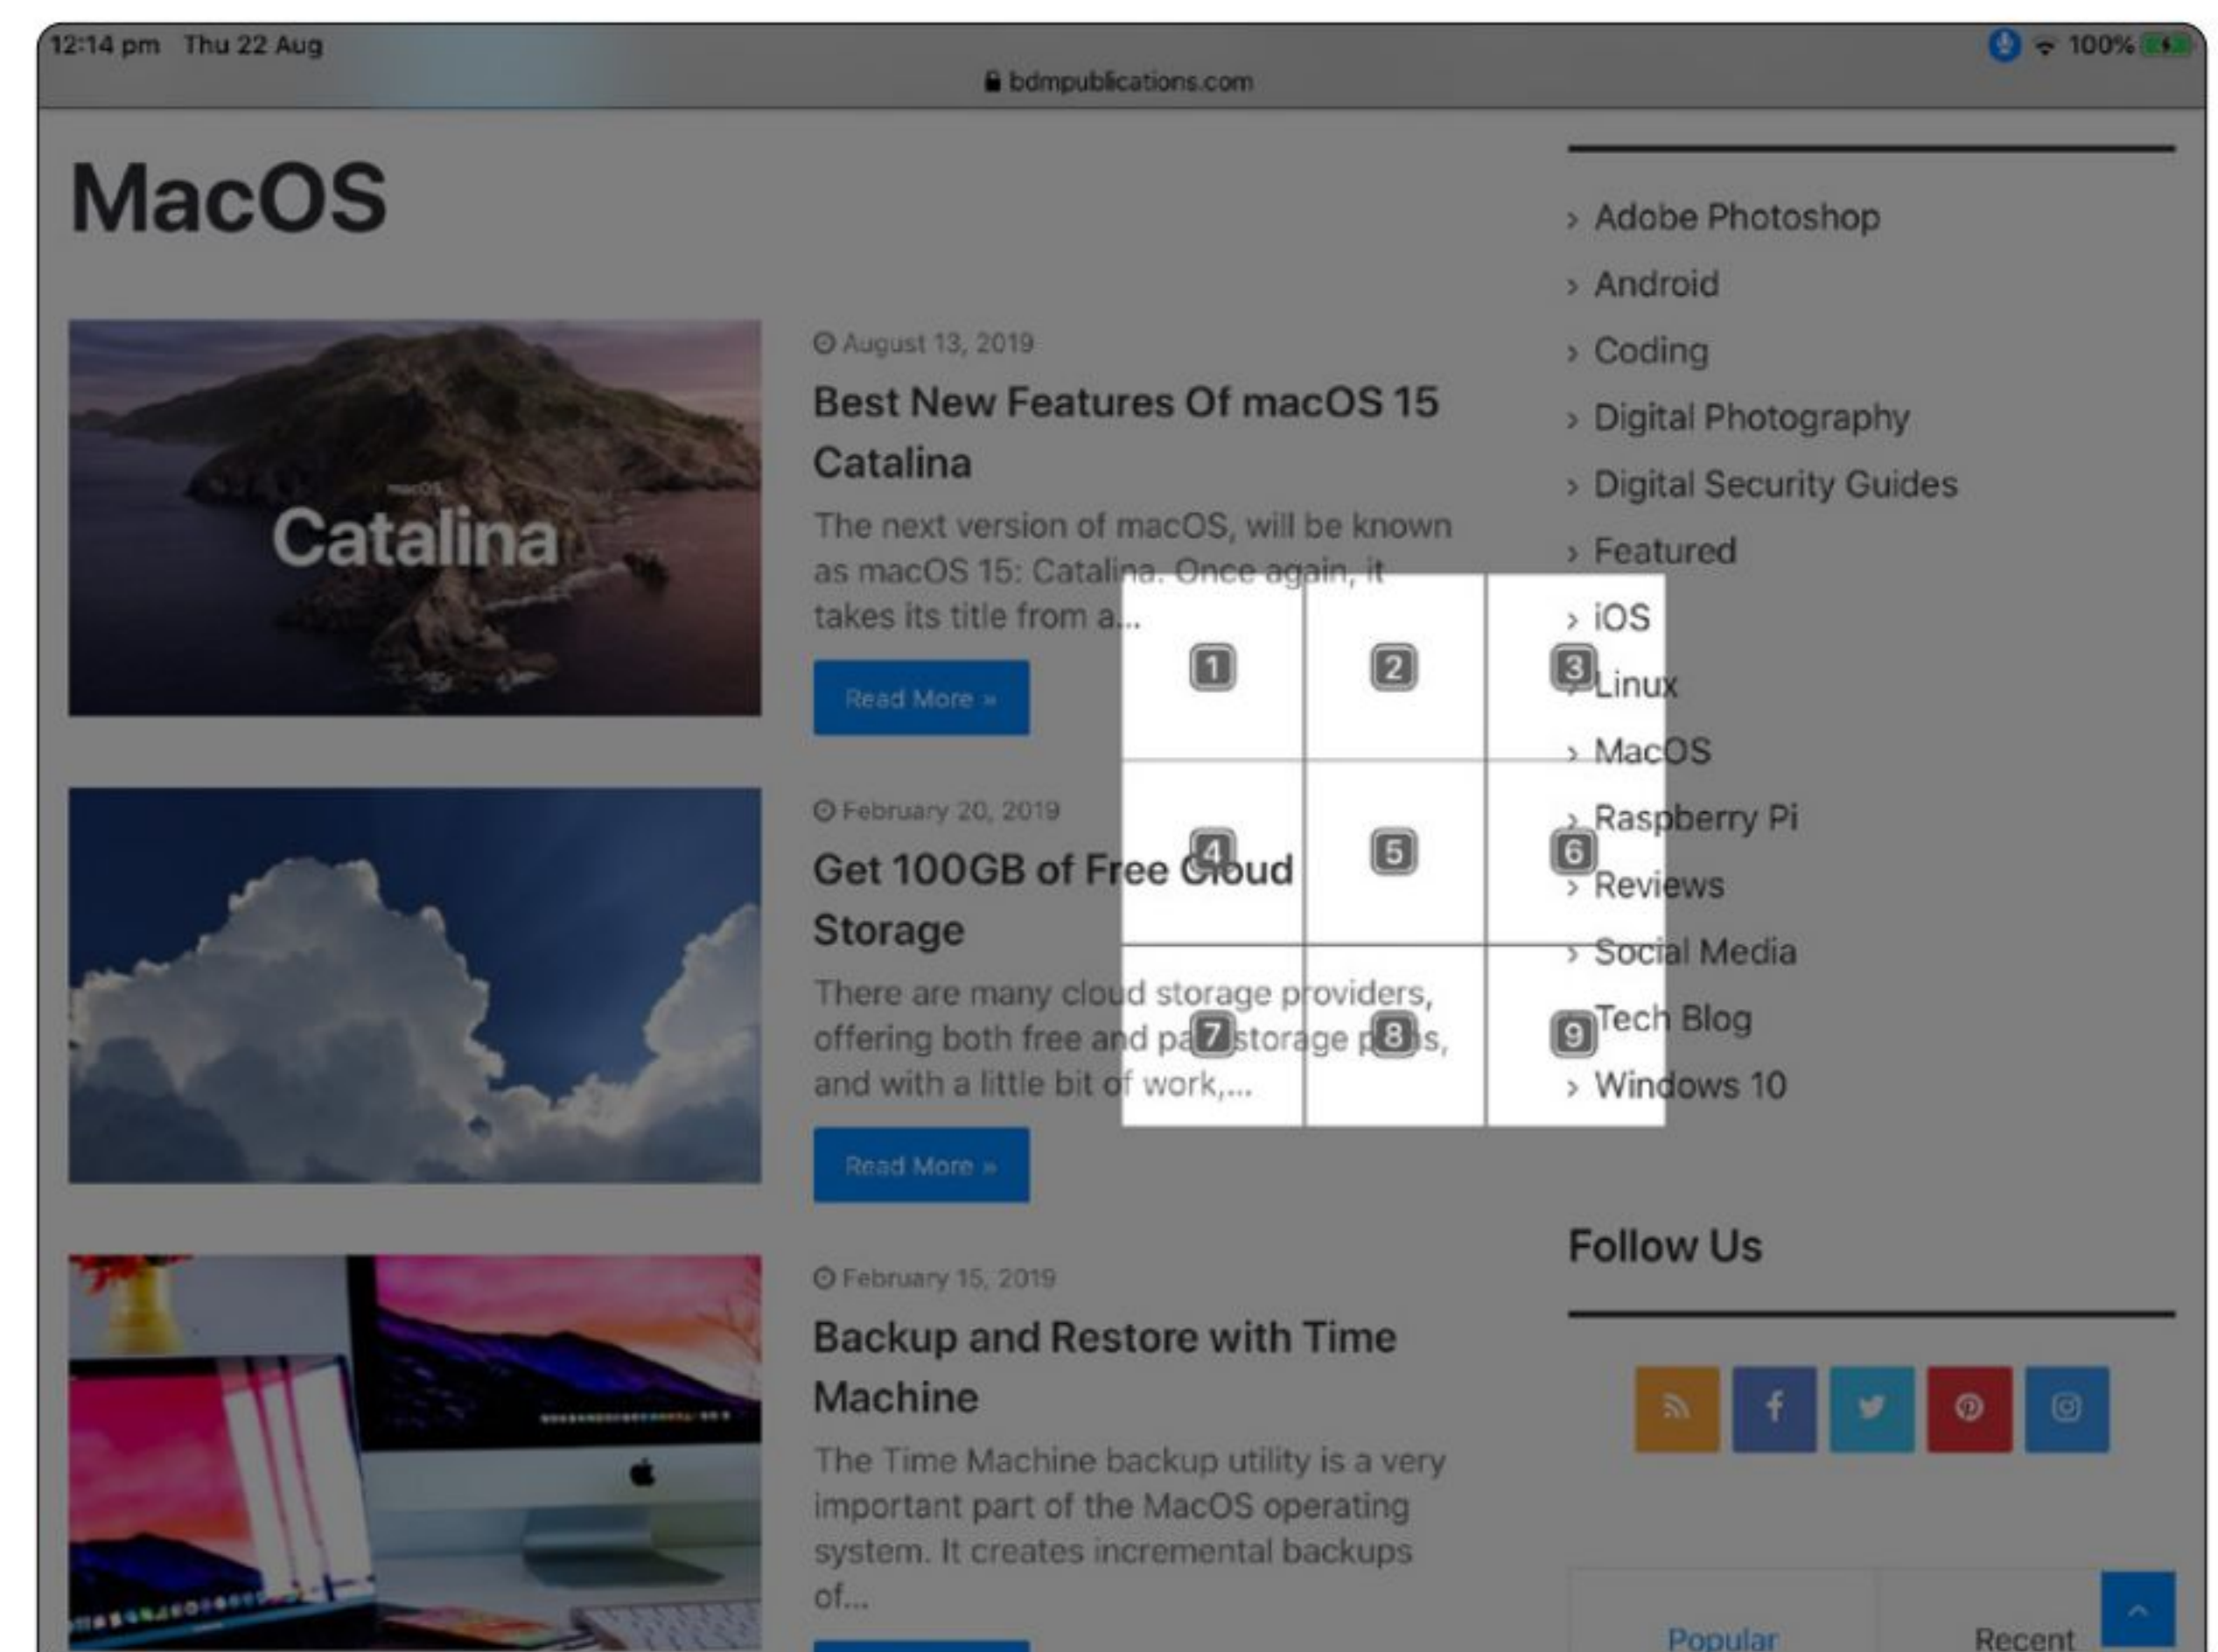 12:14 pm Thu 22 Aug
100%
bdmpublications.com
MacOS
macOS
Catalina
August 13, 2019
Best New Features Of macOS 15
Catalina
The next version of macOS, will be known
as macOS 15: Catalina. Once again, it
takes its title from a...
Read More »
February 20, 2019
Get 100GB of Free Cloud
Storage
There are many cloud storage providers,
offering both free and storage
and with a little bit of work,...
Read More »
February 15, 2019
Backup and Restore with Time
Machine
The Time Machine backup utility is a very
important part of the MacOS operating
system. It creates incremental backups
of...
1 2 3
4 5 6
7 8 9
› Adobe Photoshop
› Android
› Coding
› Digital Photography
› Digital Security Guides
› Featured
› iOS
› Linux
› MacOS
› Raspberry Pi
› Reviews
› Social Media
Tech Blog
› Windows 10
Follow Us
Popular Recent